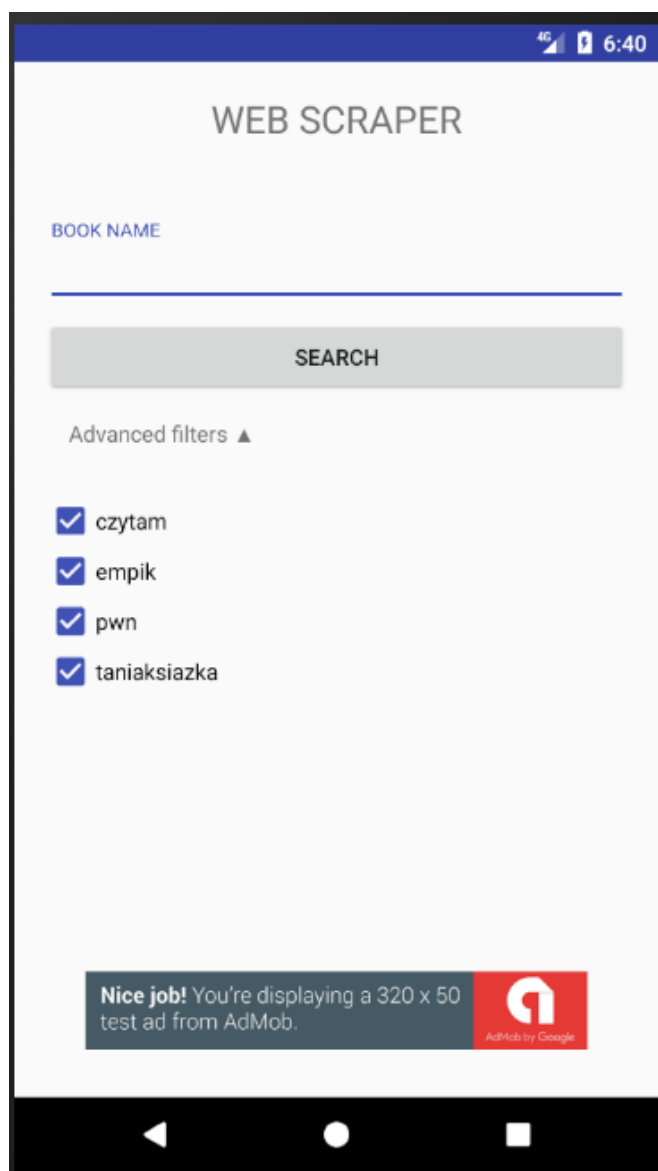 4G 6:40
WEB SCRAPER
BOOK NAME
SEARCH
Advanced filters ▲
czytam
empik
pwn
taniaksiazka
Nice job! You're displaying a 320 x 50
test ad from AdMob.
AdMob by Google